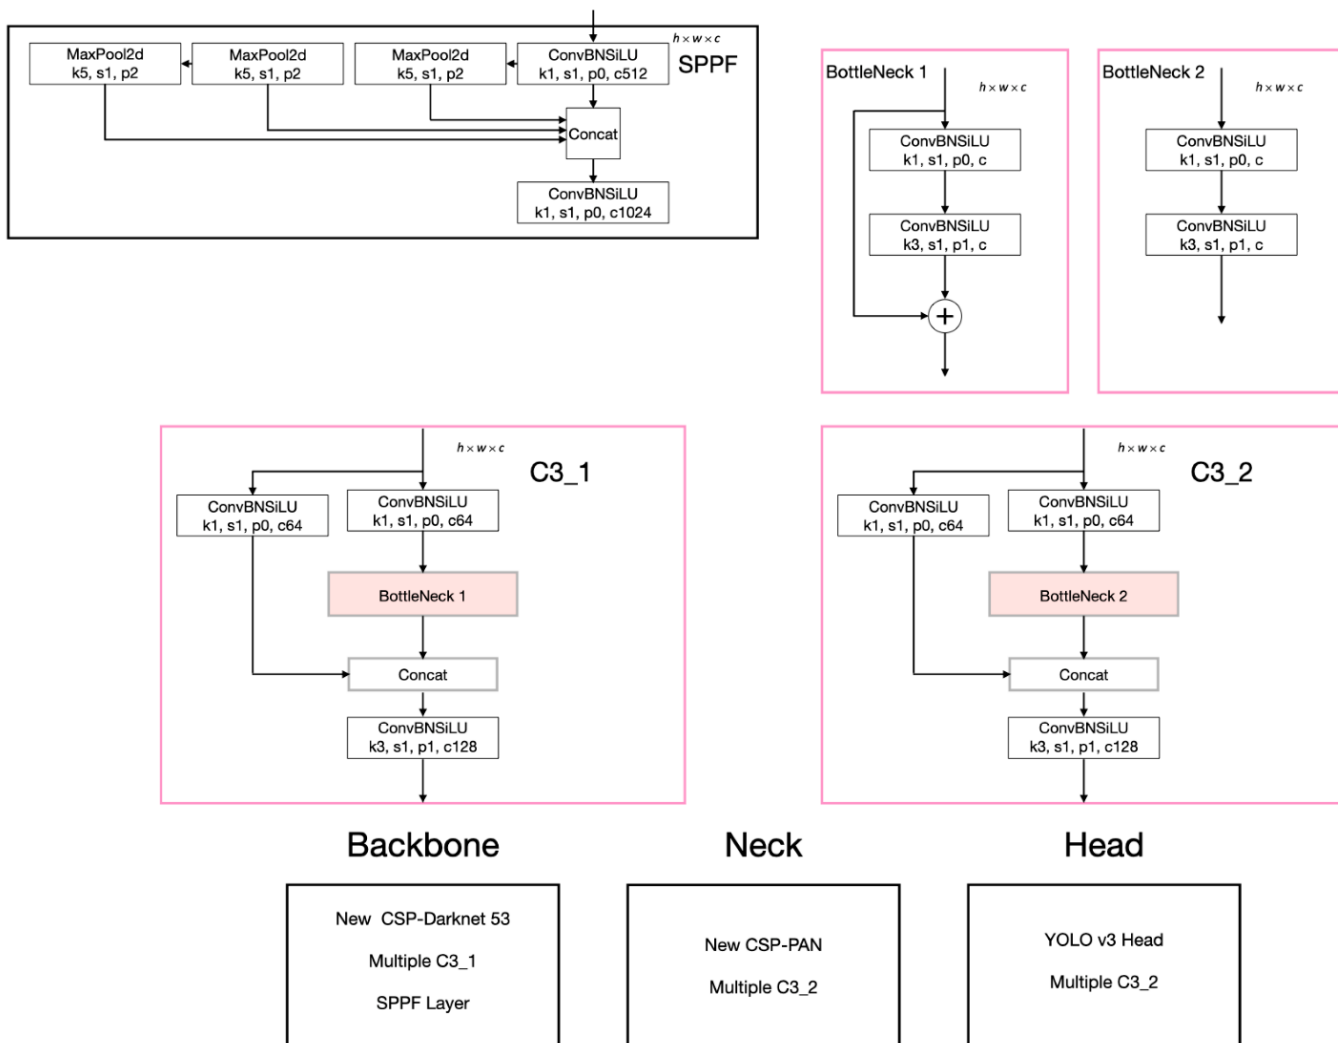 h×w×c
SPPF
MaxPool2d
k5, s1, p2
MaxPool2d
k5, s1, p2
MaxPool2d
k5, s1, p2
ConvBNSiLU
k1, s1, p0, c512
Concat
ConvBNSiLU
k1, s1, p0, c1024
BottleNeck 1
h×w×c
ConvBNSiLU
k1, s1, p0, c
ConvBNSiLU
k3, s1, p1, c
+
BottleNeck 2
h×w×c
ConvBNSiLU
k1, s1, p0, c
ConvBNSiLU
k3, s1, p1, c
h×w×c
C3_1
ConvBNSiLU
k1, s1, p0, c64
ConvBNSiLU
k1, s1, p0, c64
BottleNeck 1
Concat
ConvBNSiLU
k3, s1, p1, c128
h×w×c
C3_2
ConvBNSiLU
k1, s1, p0, c64
ConvBNSiLU
k1, s1, p0, c64
BottleNeck 2
Concat
ConvBNSiLU
k3, s1, p1, c128
Backbone
New CSP-Darknet 53
Multiple C3_1
SPPF Layer
Neck
New CSP-PAN
Multiple C3_2
Head
YOLO v3 Head
Multiple C3_2